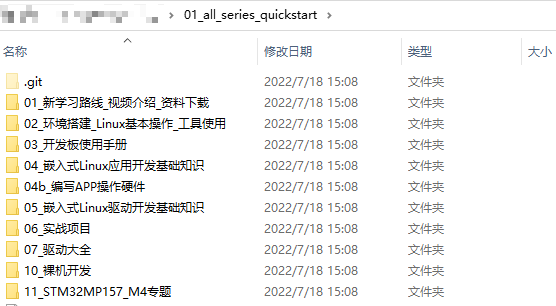 01_all_series_quickstart
名称 修改日期 类型 大小
.git 2022/7/18 15:08 文件夹
01_新学习路线_视频介绍_资料下载 2022/7/18 15:08 文件夹
02_环境搭建_Linux基本操作_工具使用 2022/7/18 15:08 文件夹
03_开发板使用手册 2022/7/18 15:08 文件夹
04_嵌入式Linux应用开发基础知识 2022/7/18 15:08 文件夹
04b_编写APP操作硬件 2022/7/18 15:08 文件夹
05_嵌入式Linux驱动开发基础知识 2022/7/18 15:08 文件夹
06_实战项目 2022/7/18 15:08 文件夹
07_驱动大全 2022/7/18 15:08 文件夹
10_裸机开发 2022/7/18 15:08 文件夹
11_STM32MP157_M4专题 2022/7/18 15:08 文件夹